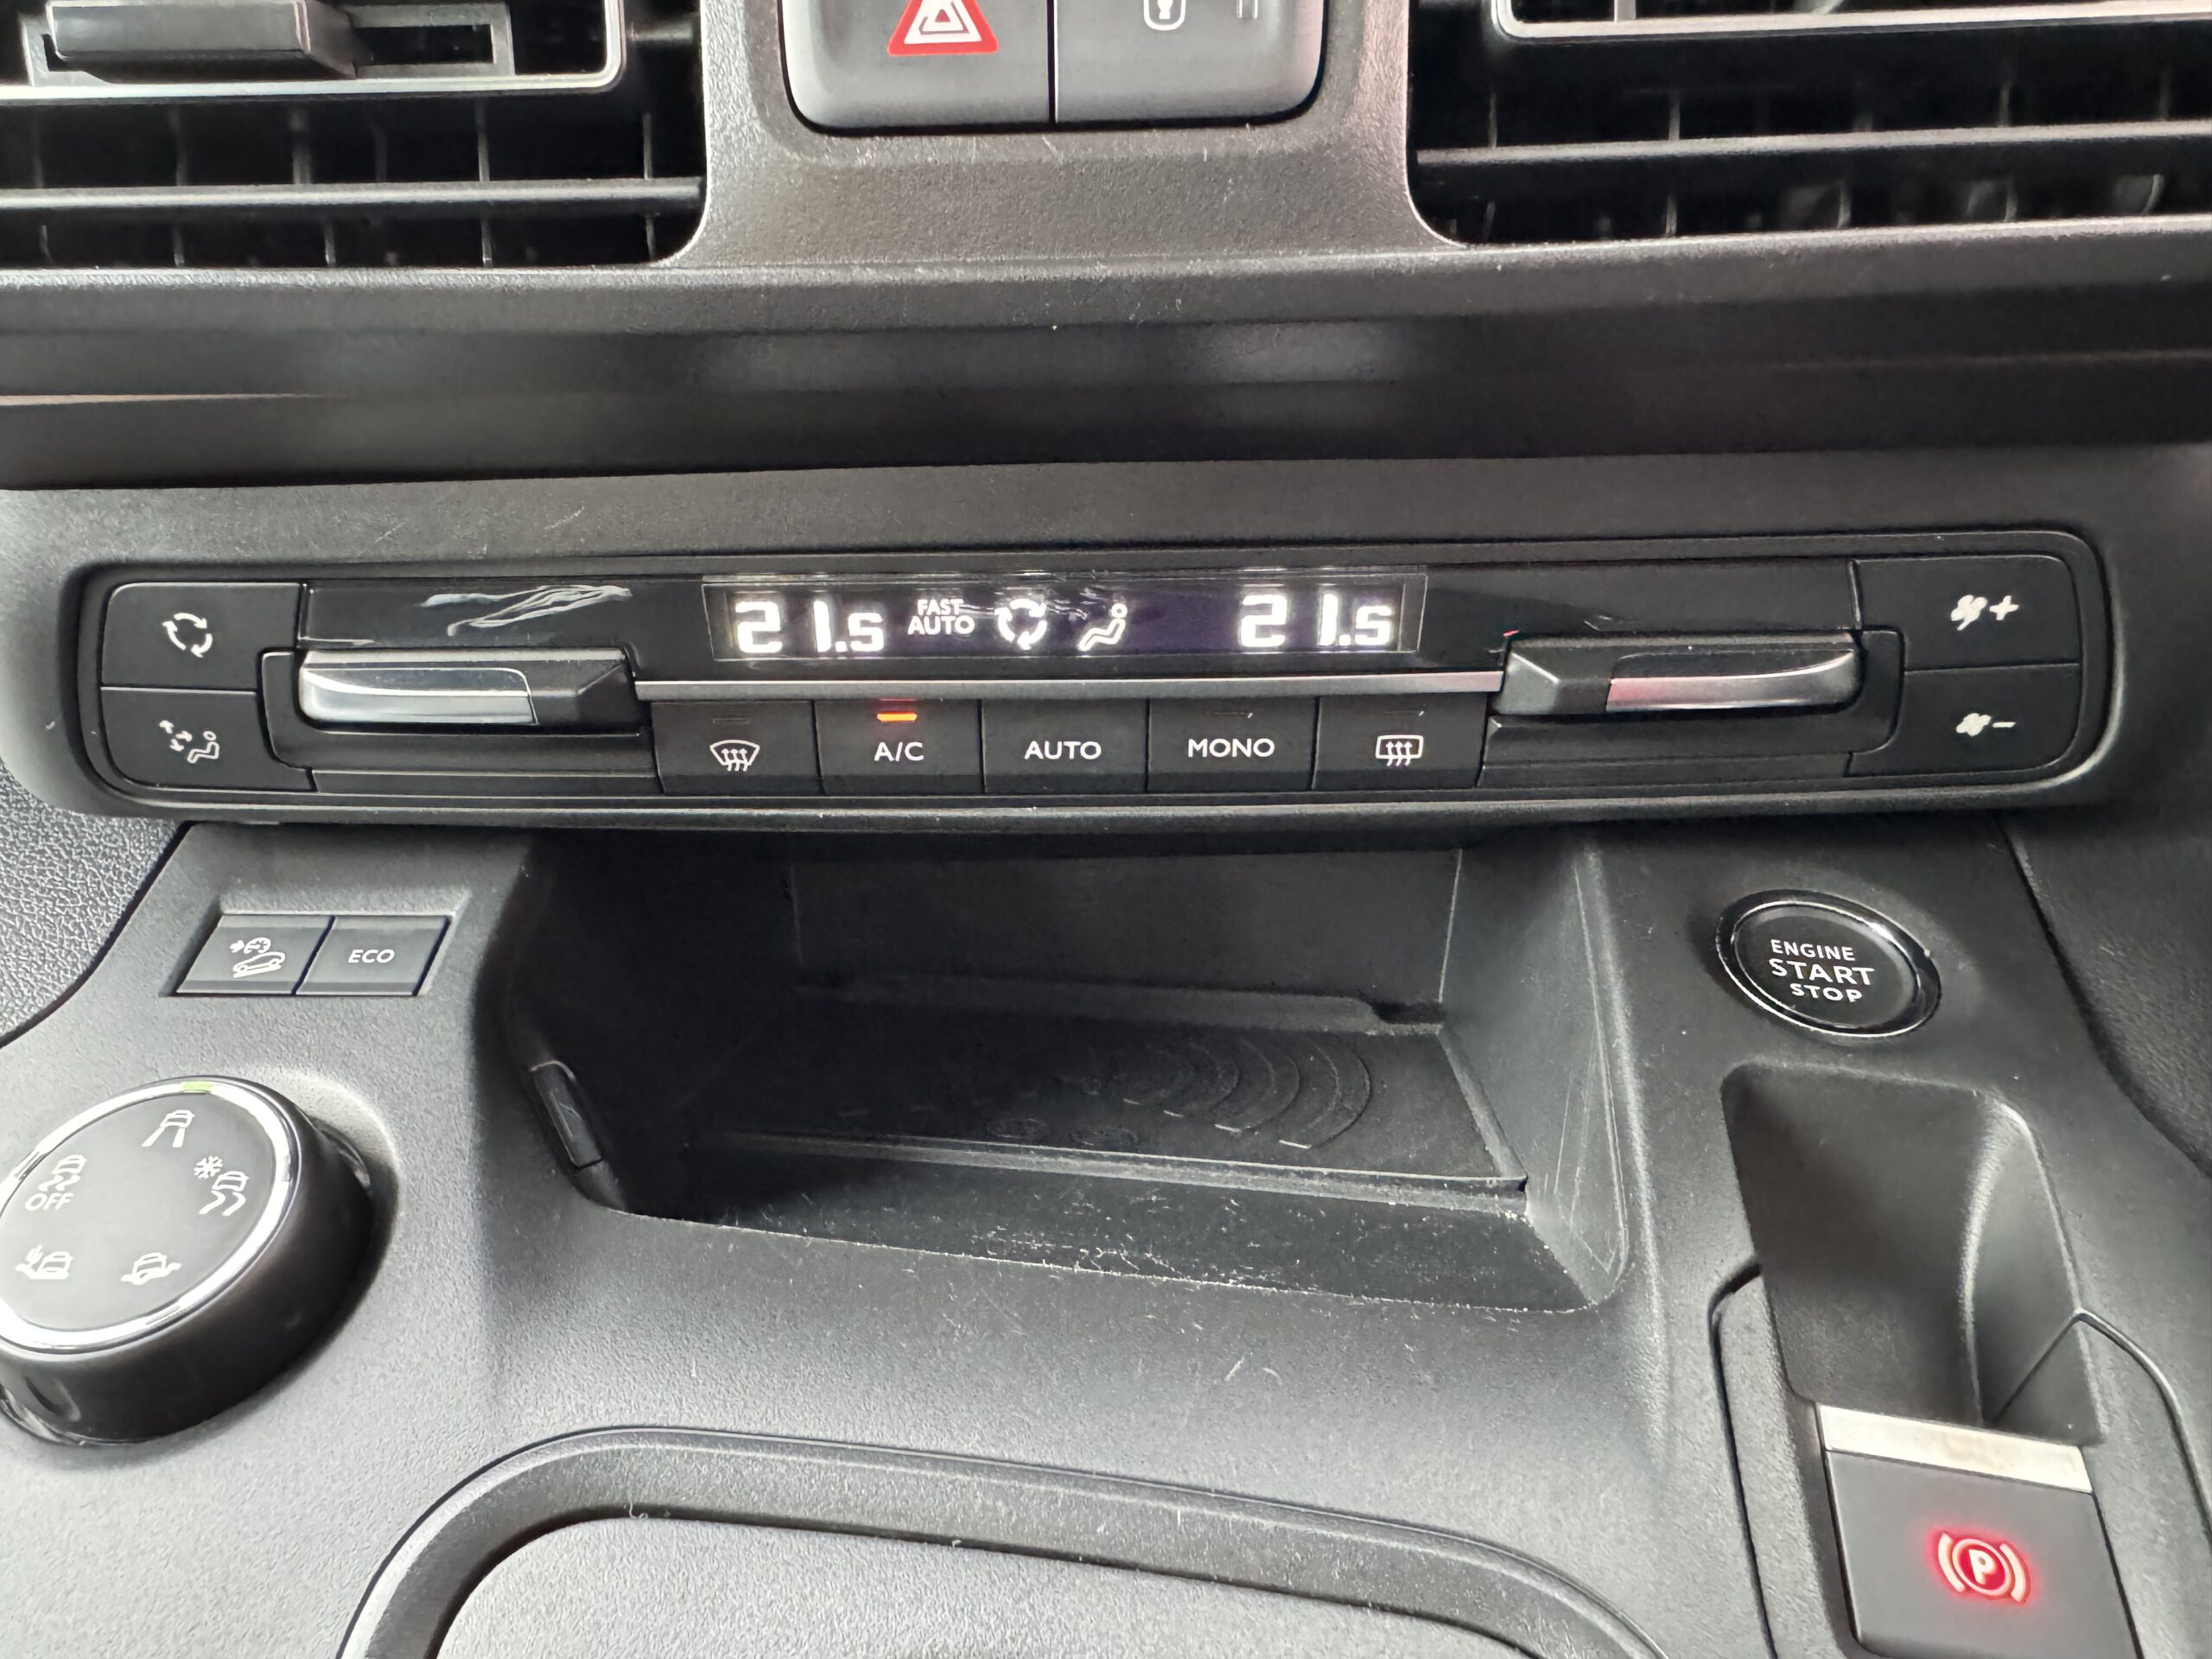 21.5 FAST AUTO 21.5
A/C AUTO MONO
ECO
ENGINE
START
STOP
OFF
P